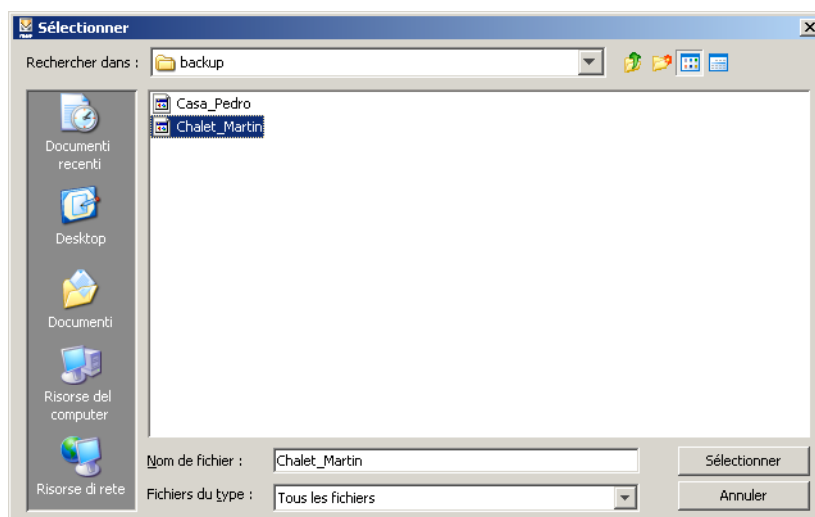 Sélectionner
Rechercher dans :
backup
Casa_Pedro
Chalet_Martin
Documenti
recenti
Desktop
Documenti
Risorse del
computer
Risorse di rete
Nom de fichier :
Chalet_Martin
Sélectionner
Fichiers du type :
Tous les fichiers
Annuler